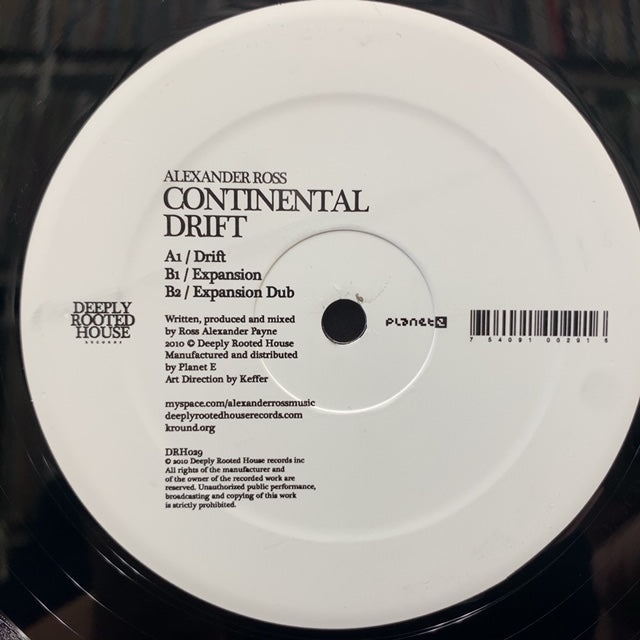 ALEXANDER ROSS
CONTINENTAL
DRIFT
A1 / Drift
B1 / Expansion
B2 / Expansion Dub
Written, produced and mixed
by Ross Alexander Payne
2010 © Deeply Rooted House
Manufactured and distributed
by Planet E
Art Direction by Keffer
myspace.com/alexanderrossmusic
deeplyrootedhouserecords.com
kround.org
DRH029
© 2010 Deeply Rooted House records inc
All rights of the manufacturer and
of the owner of the recorded work are
reserved. Unauthorized public performance,
broadcasting and copying of this work
is strictly prohibited.
DEEPLY
ROOTED
HOUSE
RECORDS
planet e
7 54091 00291 6